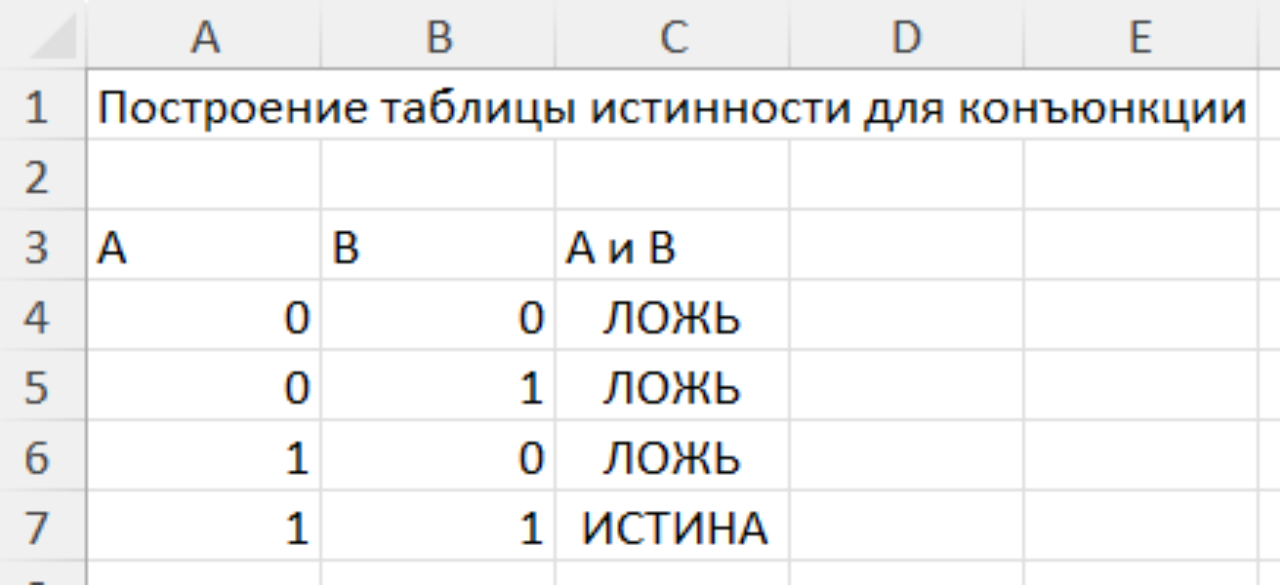 A B C D E
1 Построение таблицы истинности для конъюнкции
2
3 A B A и B
4 0 0 ЛОЖЬ
5 0 1 ЛОЖЬ
6 1 0 ЛОЖЬ
7 1 1 ИСТИНА